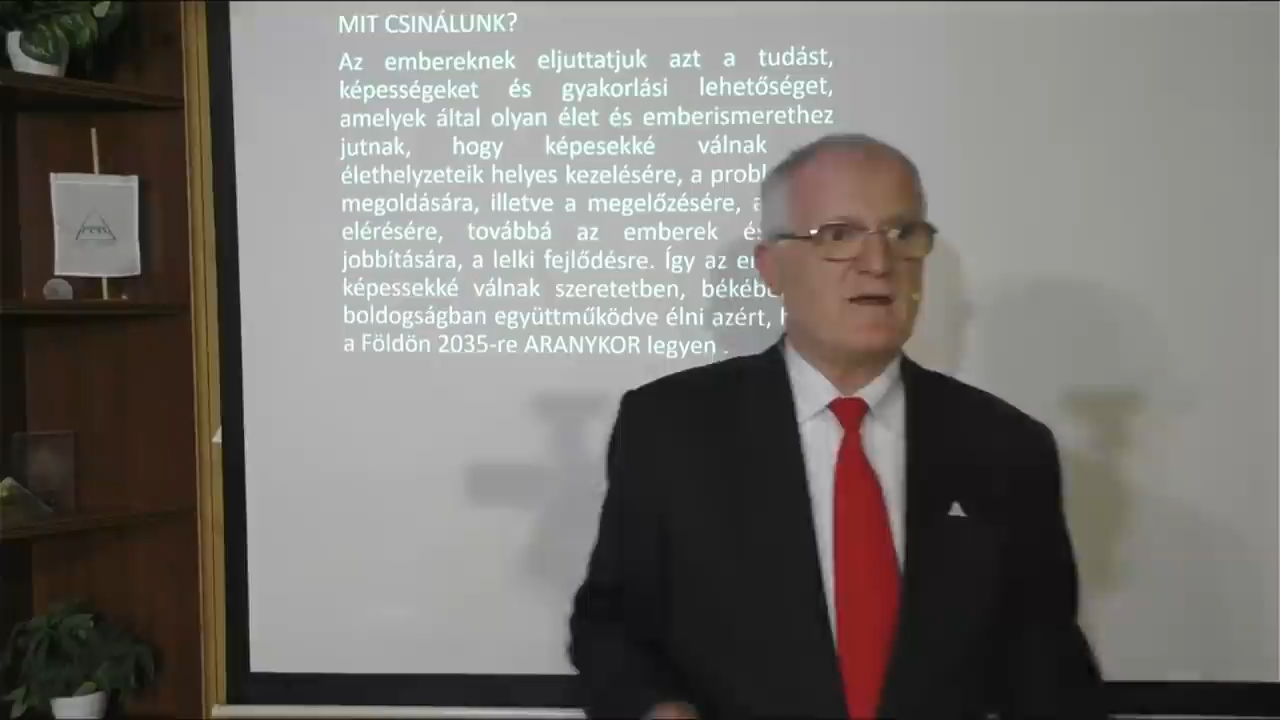 MIT CSINÁLUNK?
Az embereknek eljuttatjuk azt a tudást,
képességeket és gyakorlási lehetőséget,
amelyek által olyan élet és emberismerethez
jutnak, hogy képesekké válnak
élethelyzeteik helyes kezelésére, a probl
megoldására, illetve a megelőzésére,
elérésére, továbbá az emberek és
jobbítására, a lelki fejlődésre. Így az
képessekké válnak szeretetben,
boldogságban együttműködve élni azért,
a Földön 2035-re ARANYKOR legyen .